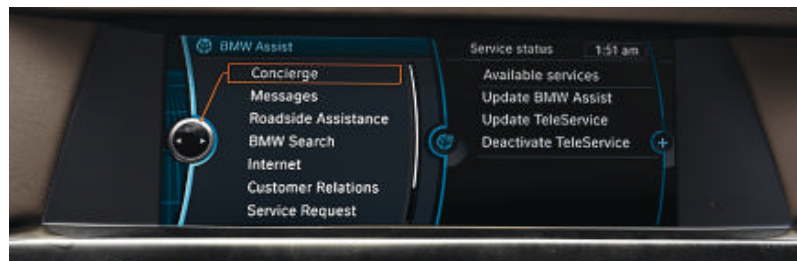 BMW Assist
Concierge
Messages
Roadside Assistance
BMW Search
Internet
Customer Relations
Service Request
Service status 1:51 am
Available services
Update BMW Assist
Update TeleService
Deactivate TeleService